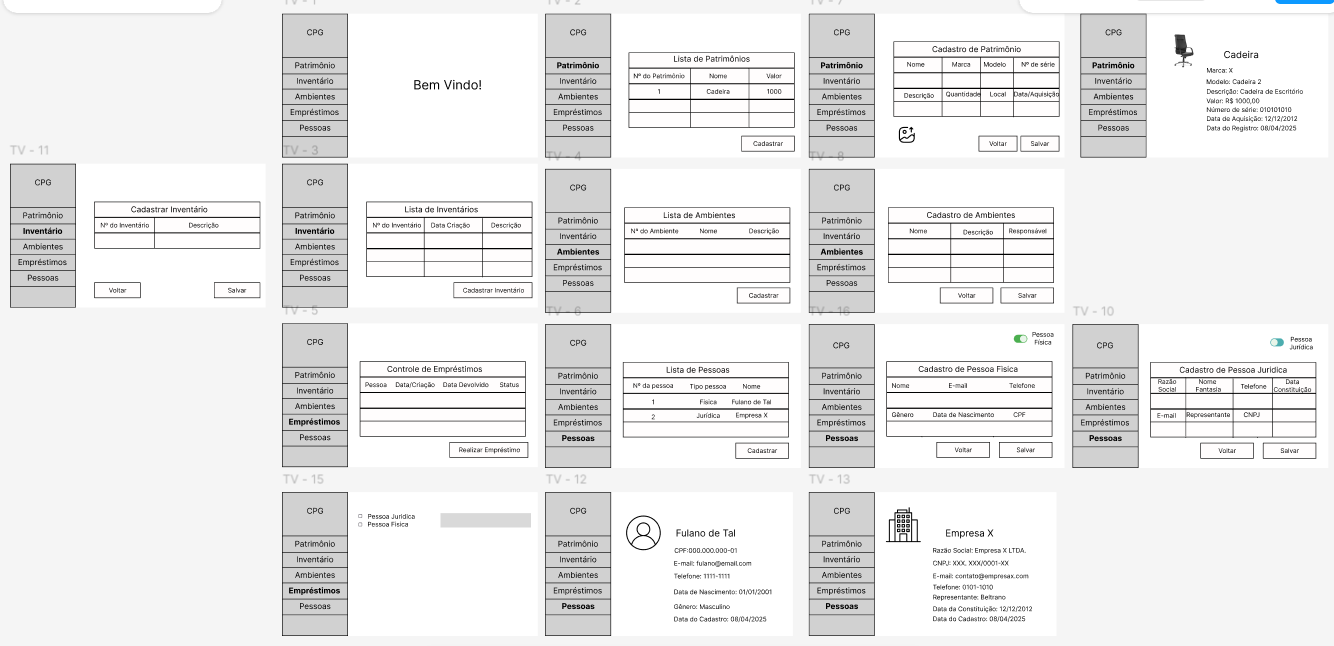 TV - 1
CPG
Patrimônio
Inventário
Ambientes
Empréstimos
Pessoas
Bem Vindo!
TV - 2
CPG
Patrimônio
Inventário
Ambientes
Empréstimos
Pessoas
Lista de Patrimônios
Nº do Patrimônio Nome Valor
1 Cadeira 1000
Cadastrar
TV - 7
CPG
Patrimônio
Inventário
Ambientes
Empréstimos
Pessoas
Cadastro de Patrimônio
Nome Marca Modelo Nº de série
Descrição Quantidade Local Data/Aquisição
Voltar Salvar
CPG
Patrimônio
Inventário
Ambientes
Empréstimos
Pessoas
Cadeira
Marca: X
Modelo: Cadeira 2
Descrição: Cadeira de Escritório
Valor: R$ 1000,00
Número de série: 010101010
Data de Aquisição: 12/12/2012
Data do Registro: 08/04/2025
TV - 11
CPG
Patrimônio
Inventário
Ambientes
Empréstimos
Pessoas
Cadastrar Inventário
Nº do Inventário Descrição
Voltar Salvar
TV - 3
CPG
Patrimônio
Inventário
Ambientes
Empréstimos
Pessoas
Lista de Inventários
Nº do Inventário Data Criação Descrição
Cadastrar Inventário
TV - 4
CPG
Patrimônio
Inventário
Ambientes
Empréstimos
Pessoas
Lista de Ambientes
Nº do Ambiente Nome Descrição
Cadastrar
TV - 8
CPG
Patrimônio
Inventário
Ambientes
Empréstimos
Pessoas
Cadastro de Ambientes
Nome Descrição Responsável
Voltar Salvar
TV - 5
CPG
Patrimônio
Inventário
Ambientes
Empréstimos
Pessoas
Controle de Empréstimos
Pessoa Data/Criação Data Devolvido Status
Realizar Empréstimo
TV - 6
CPG
Patrimônio
Inventário
Ambientes
Empréstimos
Pessoas
Lista de Pessoas
Nº da pessoa Tipo pessoa Nome
1 Física Fulano de Tal
2 Jurídica Empresa X
Cadastrar
TV - 16
CPG
Patrimônio
Inventário
Ambientes
Empréstimos
Pessoas
Pessoa
Física
Cadastro de Pessoa Física
Nome E-mail Telefone
Gênero Data de Nascimento CPF
Voltar Salvar
TV - 10
CPG
Patrimônio
Inventário
Ambientes
Empréstimos
Pessoas
Pessoa
Jurídica
Cadastro de Pessoa Jurídica
Razão Social Nome Fantasia Telefone Data Constituição
E-mail Representante CNPJ
Voltar Salvar
TV - 15
CPG
Patrimônio
Inventário
Ambientes
Empréstimos
Pessoas
Pessoa Jurídica
Pessoa Física
TV - 12
CPG
Patrimônio
Inventário
Ambientes
Empréstimos
Pessoas
Fulano de Tal
CPF:000.000.000-01
E-mail: fulano@email.com
Telefone: 1111-1111
Data de Nascimento: 01/01/2001
Gênero: Masculino
Data do Cadastro: 08/04/2025
TV - 13
CPG
Patrimônio
Inventário
Ambientes
Empréstimos
Pessoas
Empresa X
Razão Social: Empresa X LTDA.
CNPJ: XXX. XXX/0001-XX
E-mail: contato@empresax.com
Telefone: 0101-1010
Representante: Beltrano
Data da Constituição: 12/12/2012
Data do Cadastro: 08/04/2025